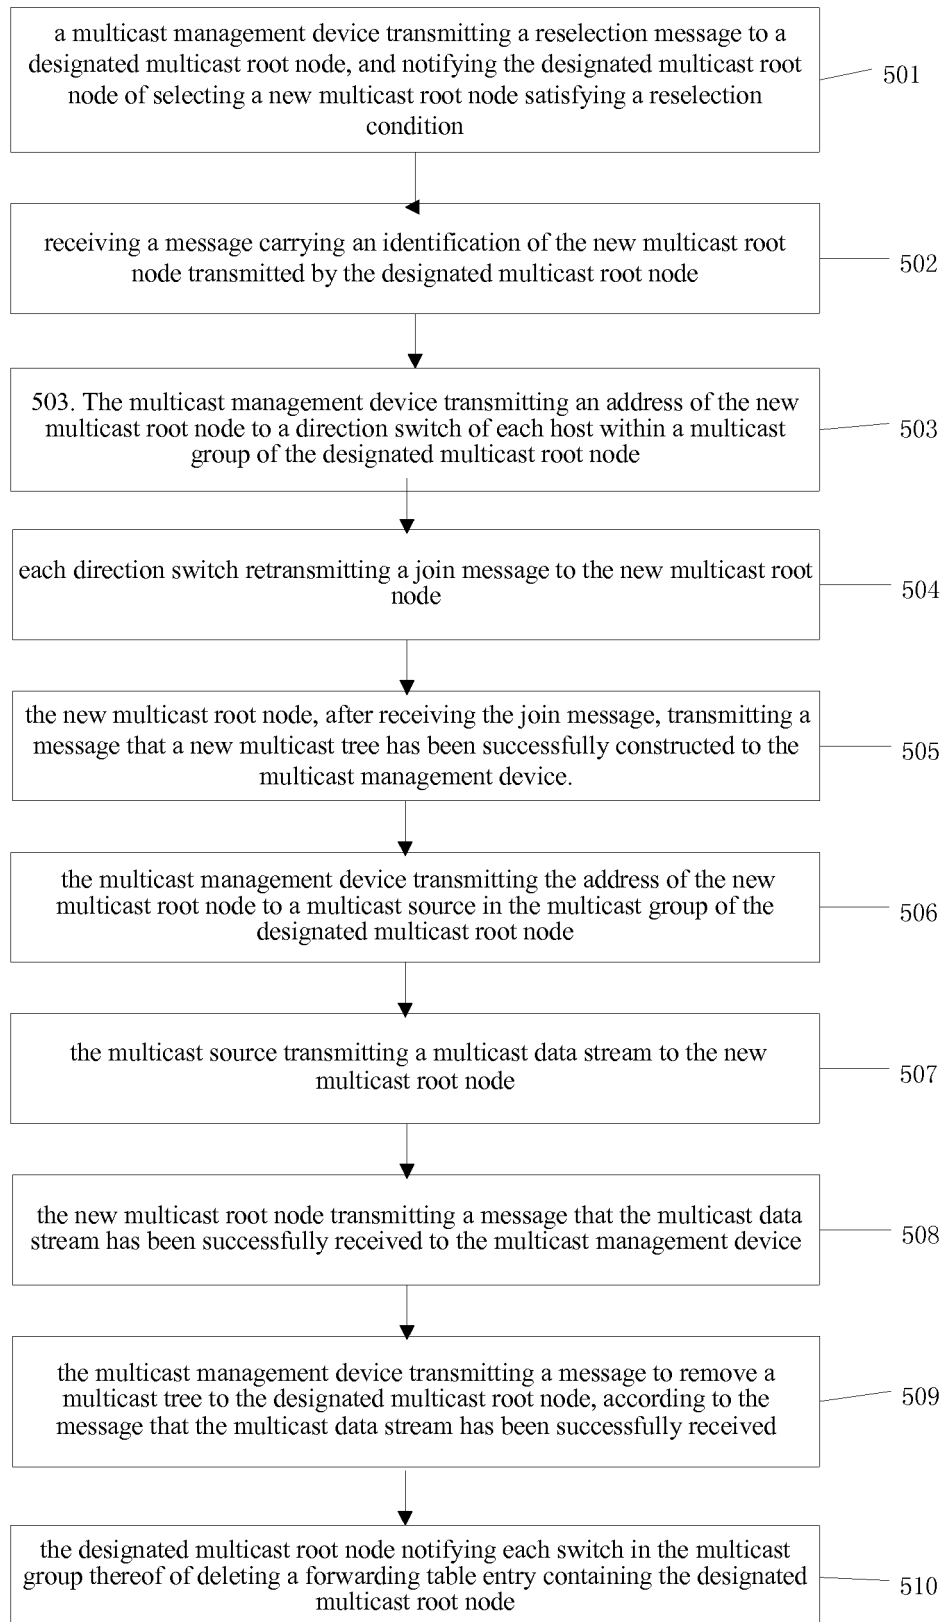 a multicast management device transmitting a reselection message to a
designated multicast root node, and notifying the designated multicast root
node of selecting a new multicast root node satisfying a reselection
condition
501
receiving a message carrying an identification of the new multicast root
node transmitted by the designated multicast root node
502
503. The multicast management device transmitting an address of the new
multicast root node to a direction switch of each host within a multicast
group of the designated multicast root node
503
each direction switch retransmitting a join message to the new multicast root
node
504
the new multicast root node, after receiving the join message, transmitting a
message that a new multicast tree has been successfully constructed to the
multicast management device.
505
the multicast management device transmitting the address of the new
multicast root node to a multicast source in the multicast group of the
designated multicast root node
506
the multicast source transmitting a multicast data stream to the new
multicast root node
507
the new multicast root node transmitting a message that the multicast data
stream has been successfully received to the multicast management device
508
the multicast management device transmitting a message to remove a
multicast tree to the designated multicast root node, according to the
message that the multicast data stream has been successfully received
509
the designated multicast root node notifying each switch in the multicast
group thereof of deleting a forwarding table entry containing the designated
multicast root node
510